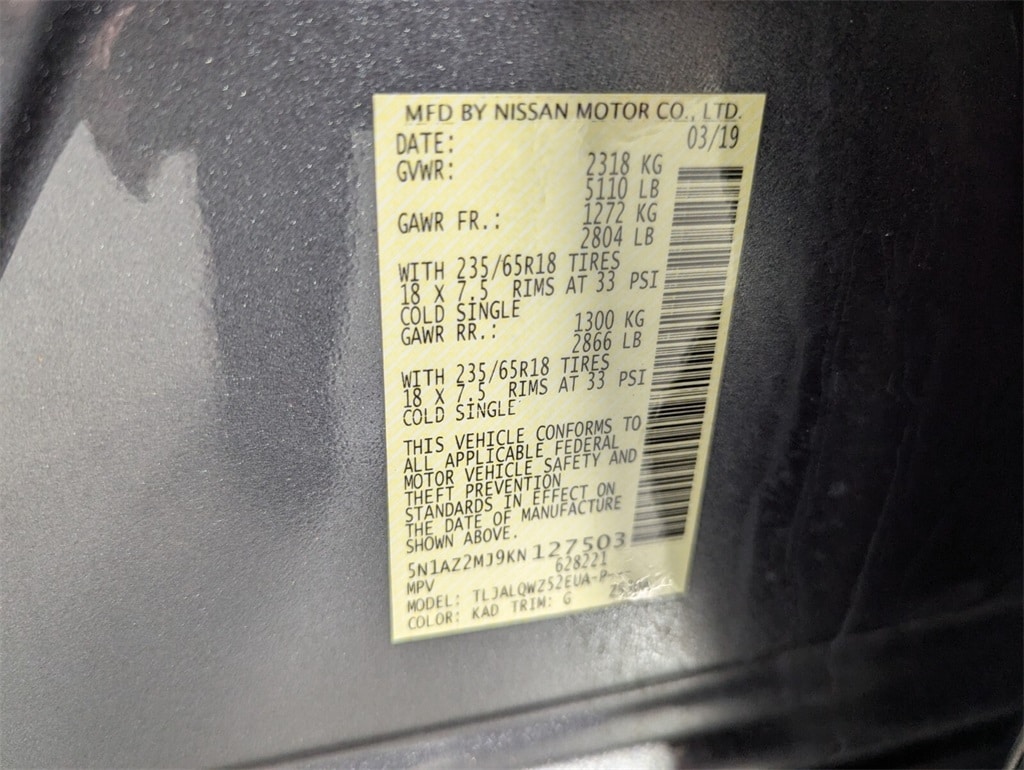 MFD BY NISSAN MOTOR CO., LTD.
DATE: 03/19
GVWR: 2318 KG
5110 LB
GAWR FR.: 1272 KG
2804 LB
WITH 235/65R18 TIRES
18 X 7.5 RIMS AT 33 PSI
COLD SINGLE
GAWR RR.: 1300 KG
2866 LB
WITH 235/65R18 TIRES
18 X 7.5 RIMS AT 33 PSI
COLD SINGLE
THIS VEHICLE CONFORMS TO
ALL APPLICABLE FEDERAL
MOTOR VEHICLE SAFETY AND
THEFT PREVENTION
STANDARDS IN EFFECT ON
THE DATE OF MANUFACTURE
SHOWN ABOVE.
5N1AZ2MJ9KN127503
MPV 628221
MODEL: TLJALQWZ52EUA-P---
COLOR: KAD TRIM: G